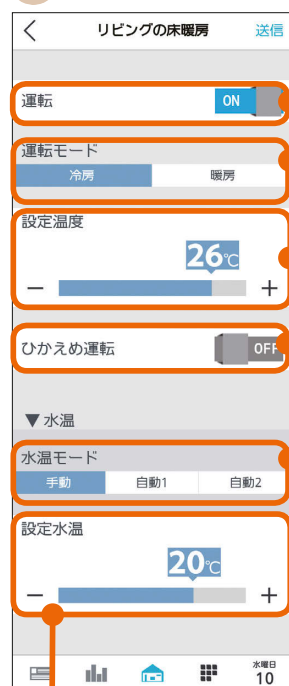 リビングの床暖房 送信
運転 ON
運転モード
冷房 暖房
設定温度
26℃
− +
ひかえめ運転 OFF
▼水温
水温モード
手動 自動1 自動2
設定水温
20℃
− +
水曜日
10